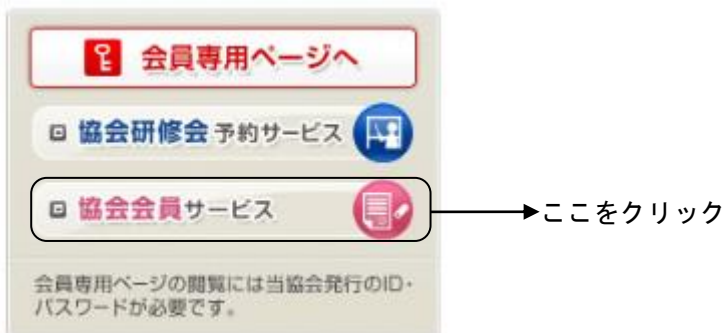 会員専用ページへ
協会研修会予約サービス
協会会員サービス
ここをクリック
会員専用ページの閲覧には当協会発行のID・
パスワードが必要です。